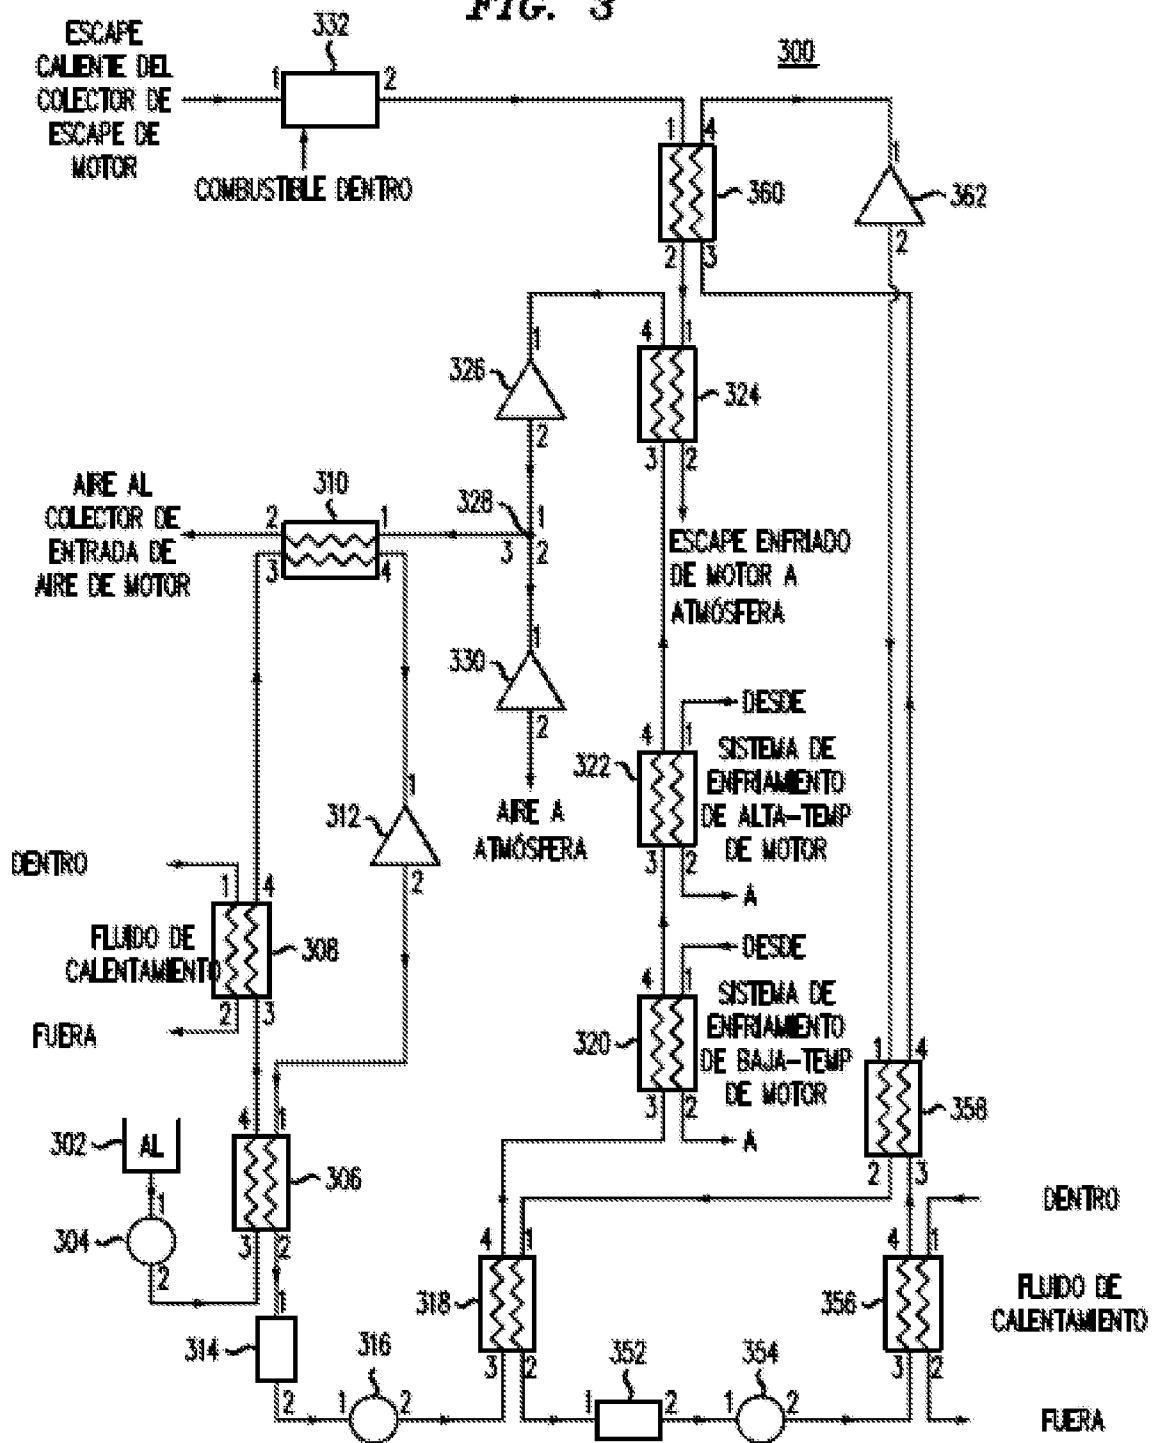 FIG. 3
300
332
ESCAPE
CALIENTE DEL
COLECTOR DE
ESCAPE DE
MOTOR
1
2
COMBUSTIBLE DENTRO
1
4
360
2
3
1
362
2
4
1
324
3
2
1
326
2
ESCAPE ENFRIADO
DE MOTOR A
ATMÓSFERA
AIRE AL
COLECTOR DE
ENTRADA DE
AIRE DE MOTOR
310
2
1
3
4
328
1
3
2
1
330
2
AIRE A
ATMÓSFERA
DESDE
4
1
322
3
2
SISTEMA DE
ENFRIAMIENTO
DE ALTA-TEMP
DE MOTOR
A
1
312
2
DENTRO
1
4
FLUIDO DE
CALENTAMIENTO
308
2
3
FUERA
DESDE
4
1
320
3
2
SISTEMA DE
ENFRIAMIENTO
DE BAJA-TEMP
DE MOTOR
A
1
4
358
2
3
302
AL
1
304
2
4
1
306
3
2
1
314
2
316
1
2
4
1
318
3
2
352
1
2
354
1
2
DENTRO
4
1
356
3
2
FLUIDO DE
CALENTAMIENTO
FUERA